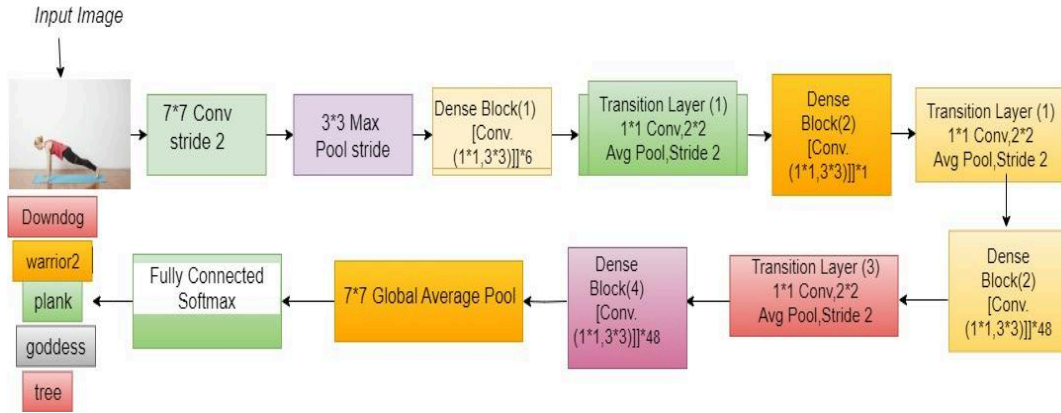 Input Image
7*7 Conv
stride 2
3*3 Max
Pool stride
Dense Block(1)
[Conv.
(1*1,3*3)]]*6
Transition Layer (1)
1*1 Conv,2*2
Avg Pool,Stride 2
Dense
Block(2)
[Conv.
(1*1,3*3)]]*1
Transition Layer (1)
1*1 Conv,2*2
Avg Pool,Stride 2
Dense
Block(2)
[Conv.
(1*1,3*3)]]*48
Transition Layer (3)
1*1 Conv,2*2
Avg Pool,Stride 2
Dense
Block(4)
[Conv.
(1*1,3*3)]]*48
7*7 Global Average Pool
Fully Connected
Softmax
Downdog
warrior2
plank
goddess
tree